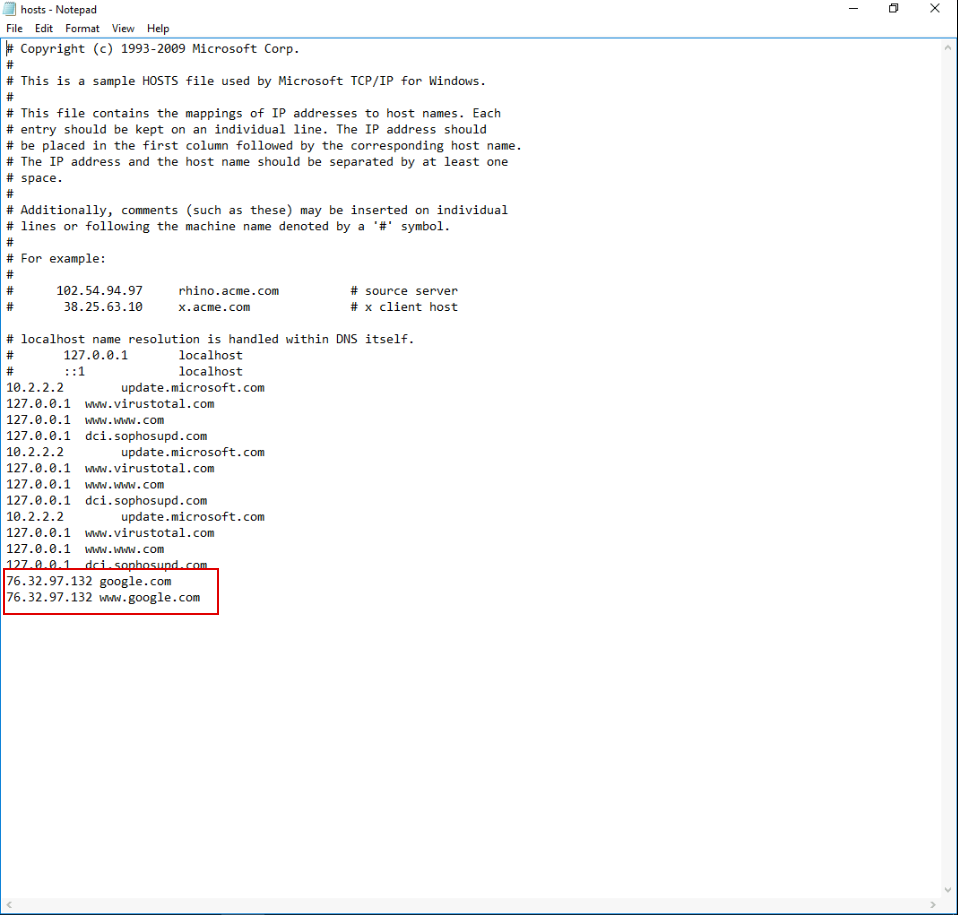 hosts - Notepad
File Edit Format View Help
# Copyright (c) 1993-2009 Microsoft Corp.
#
# This is a sample HOSTS file used by Microsoft TCP/IP for Windows.
#
# This file contains the mappings of IP addresses to host names. Each
# entry should be kept on an individual line. The IP address should
# be placed in the first column followed by the corresponding host name.
# The IP address and the host name should be separated by at least one
# space.
#
# Additionally, comments (such as these) may be inserted on individual
# lines or following the machine name denoted by a '#' symbol.
#
# For example:
#
#      102.54.94.97     rhino.acme.com          # source server
#       38.25.63.10     x.acme.com              # x client host

# localhost name resolution is handled within DNS itself.
#       127.0.0.1       localhost
#       ::1             localhost
10.2.2.2        update.microsoft.com
127.0.0.1  www.virustotal.com
127.0.0.1  www.www.com
127.0.0.1  dci.sophosupd.com
10.2.2.2        update.microsoft.com
127.0.0.1  www.virustotal.com
127.0.0.1  www.www.com
127.0.0.1  dci.sophosupd.com
10.2.2.2        update.microsoft.com
127.0.0.1  www.virustotal.com
127.0.0.1  www.www.com
127.0.0.1  dci.sophosupd.com
76.32.97.132 google.com
76.32.97.132 www.google.com